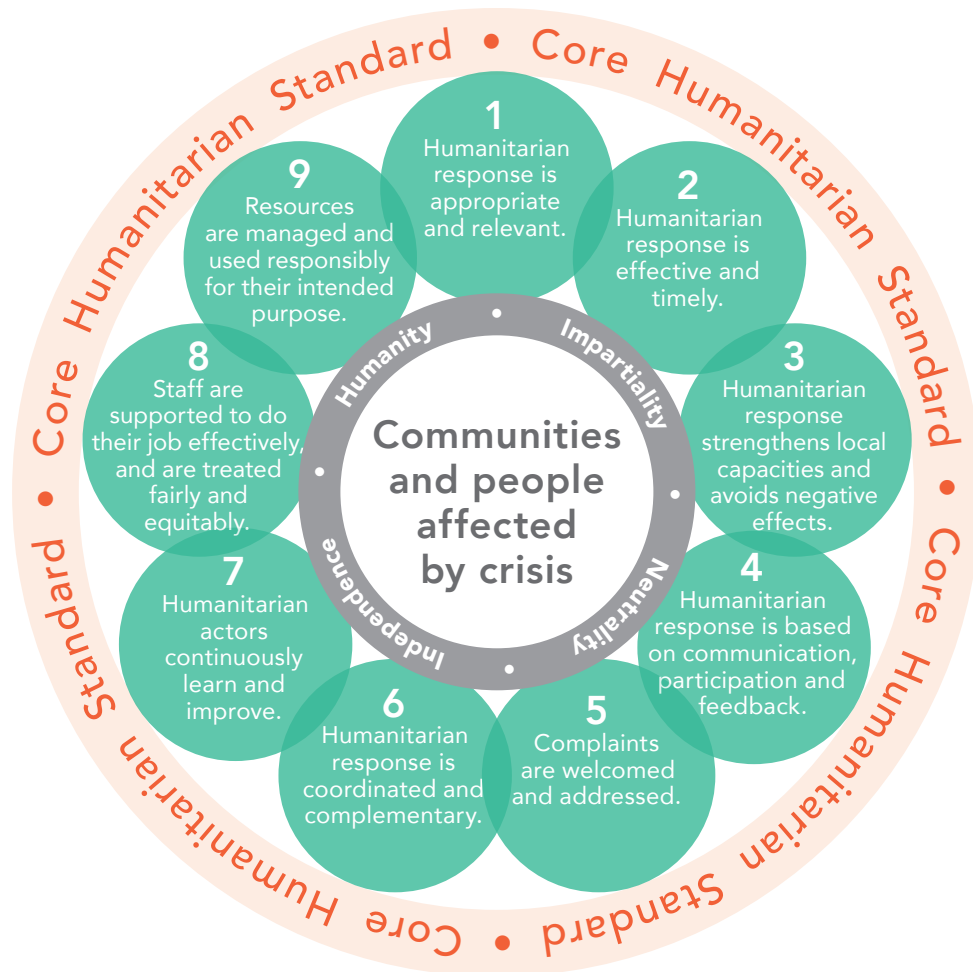 Core Humanitarian Standard • Core Humanitarian Standard • Core Humanitarian Standard • Core Humanitarian Standard •
1
Humanitarian
response is
appropriate
and relevant.
2
Humanitarian
response is
effective and
timely.
3
Humanitarian
response
strengthens local
capacities and
avoids negative
effects.
4
Humanitarian
response is based
on communication,
participation and
feedback.
5
Complaints
are welcomed
and addressed.
6
Humanitarian
response is
coordinated and
complementary.
7
Humanitarian
actors
continuously
learn and
improve.
8
Staff are
supported to do
their job effectively,
and are treated
fairly and
equitably.
9
Resources
are managed and
used responsibly
for their intended
purpose.
Humanity • Impartiality • Neutrality • Independence •
Communities
and people
affected
by crisis